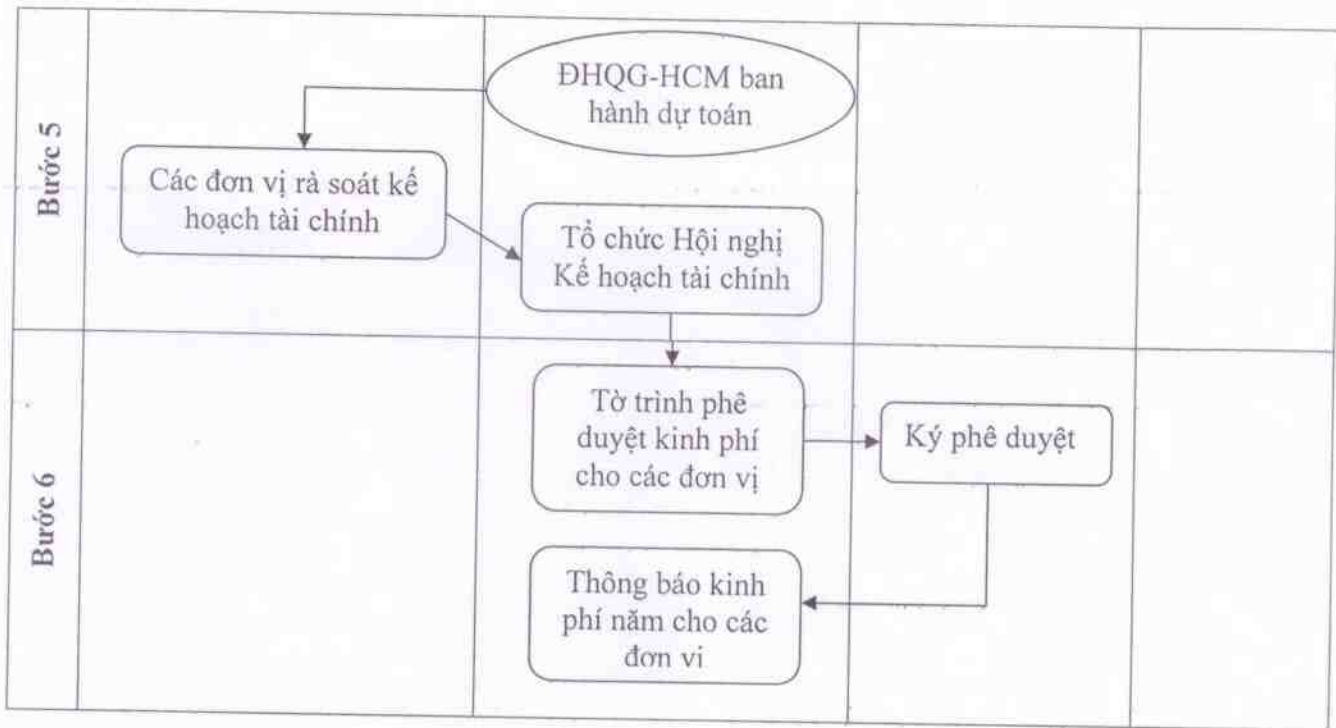 Bước 5
ĐHQG-HCM ban
hành dự toán
Các đơn vị rà soát kế
hoạch tài chính
Tổ chức Hội nghị
Kế hoạch tài chính
Bước 6
Tờ trình phê
duyệt kinh phí
cho các đơn vị
Ký phê duyệt
Thông báo kinh
phí năm cho các
đơn vi